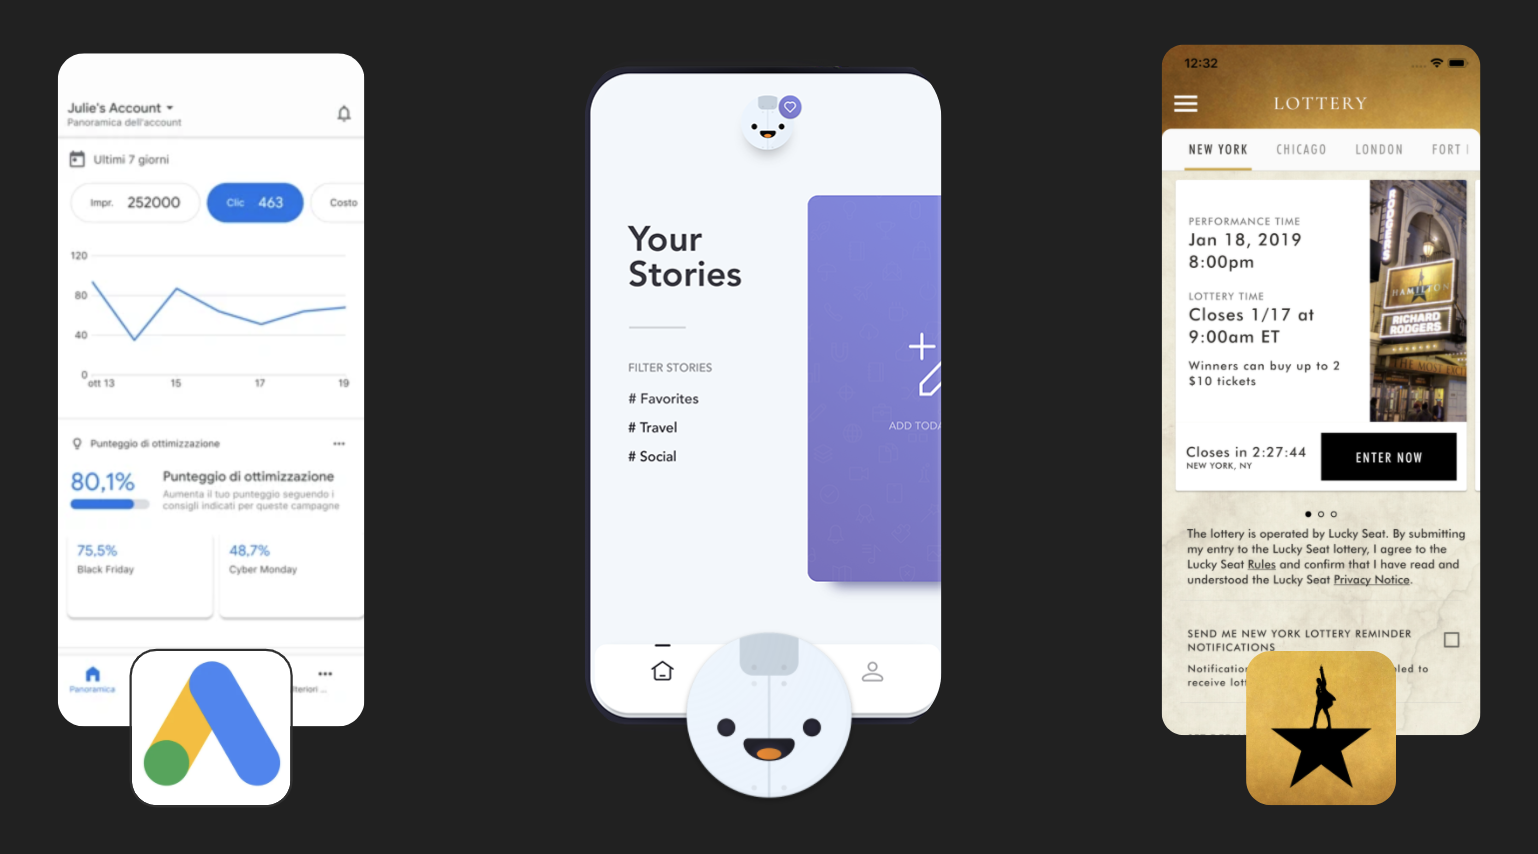 Julie's Account
Panoramica dell'account
Ultimi 7 giorni
Impr. 252000
Clic 463
Costo
120
80
40
0
ott 13
15
17
19
Punteggio di ottimizzazione
80,1%
Punteggio di ottimizzazione
Aumenta il tuo punteggio seguendo i
consigli indicati per queste campagne
75,5%
Black Friday
48,7%
Cyber Monday
Panoramica
Your
Stories
FILTER STORIES
# Favorites
# Travel
# Social
ADD TODA
12:32
LOTTERY
NEW YORK
CHICAGO
LONDON
FORT
PERFORMANCE TIME
Jan 18, 2019
8:00pm
LOTTERY TIME
Closes 1/17 at
9:00am ET
Winners can buy up to 2
$10 tickets
RODGERS
HAMILTON
RICHARD
RODGERS
Closes in 2:27:44
NEW YORK, NY
ENTER NOW
The lottery is operated by Lucky Seat. By submitting
my entry to the Lucky Seat lottery, I agree to the
Lucky Seat Rules and confirm that I have read and
understood the Lucky Seat Privacy Notice.
SEND ME NEW YORK LOTTERY REMINDER
NOTIFICATIONS
Notification
led to
receive lot